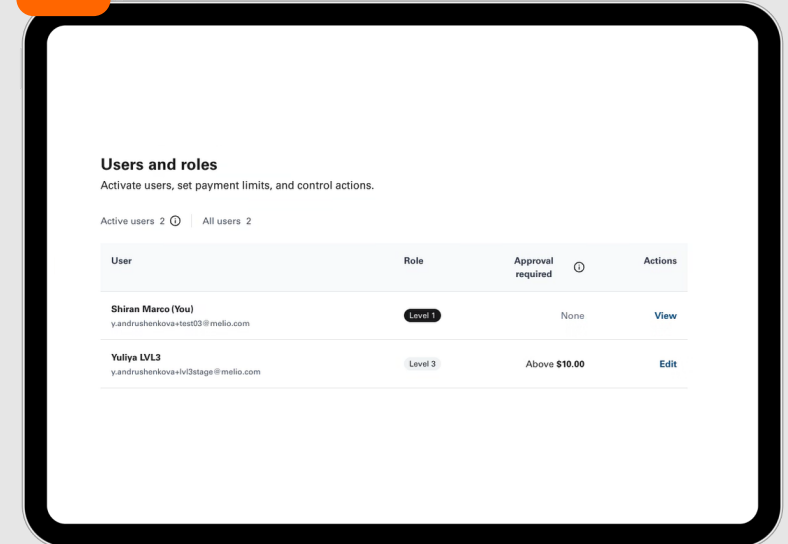 Users and roles
Activate users, set payment limits, and control actions.
Active users 2 All users 2
User Role Approval required Actions
Shiran Marco (You) Level 1 None View
y.andrushenkova+test03@melio.com
Yuliya LVL3 Level 3 Above $10.00 Edit
y.andrushenkova+lvl3stage@melio.com